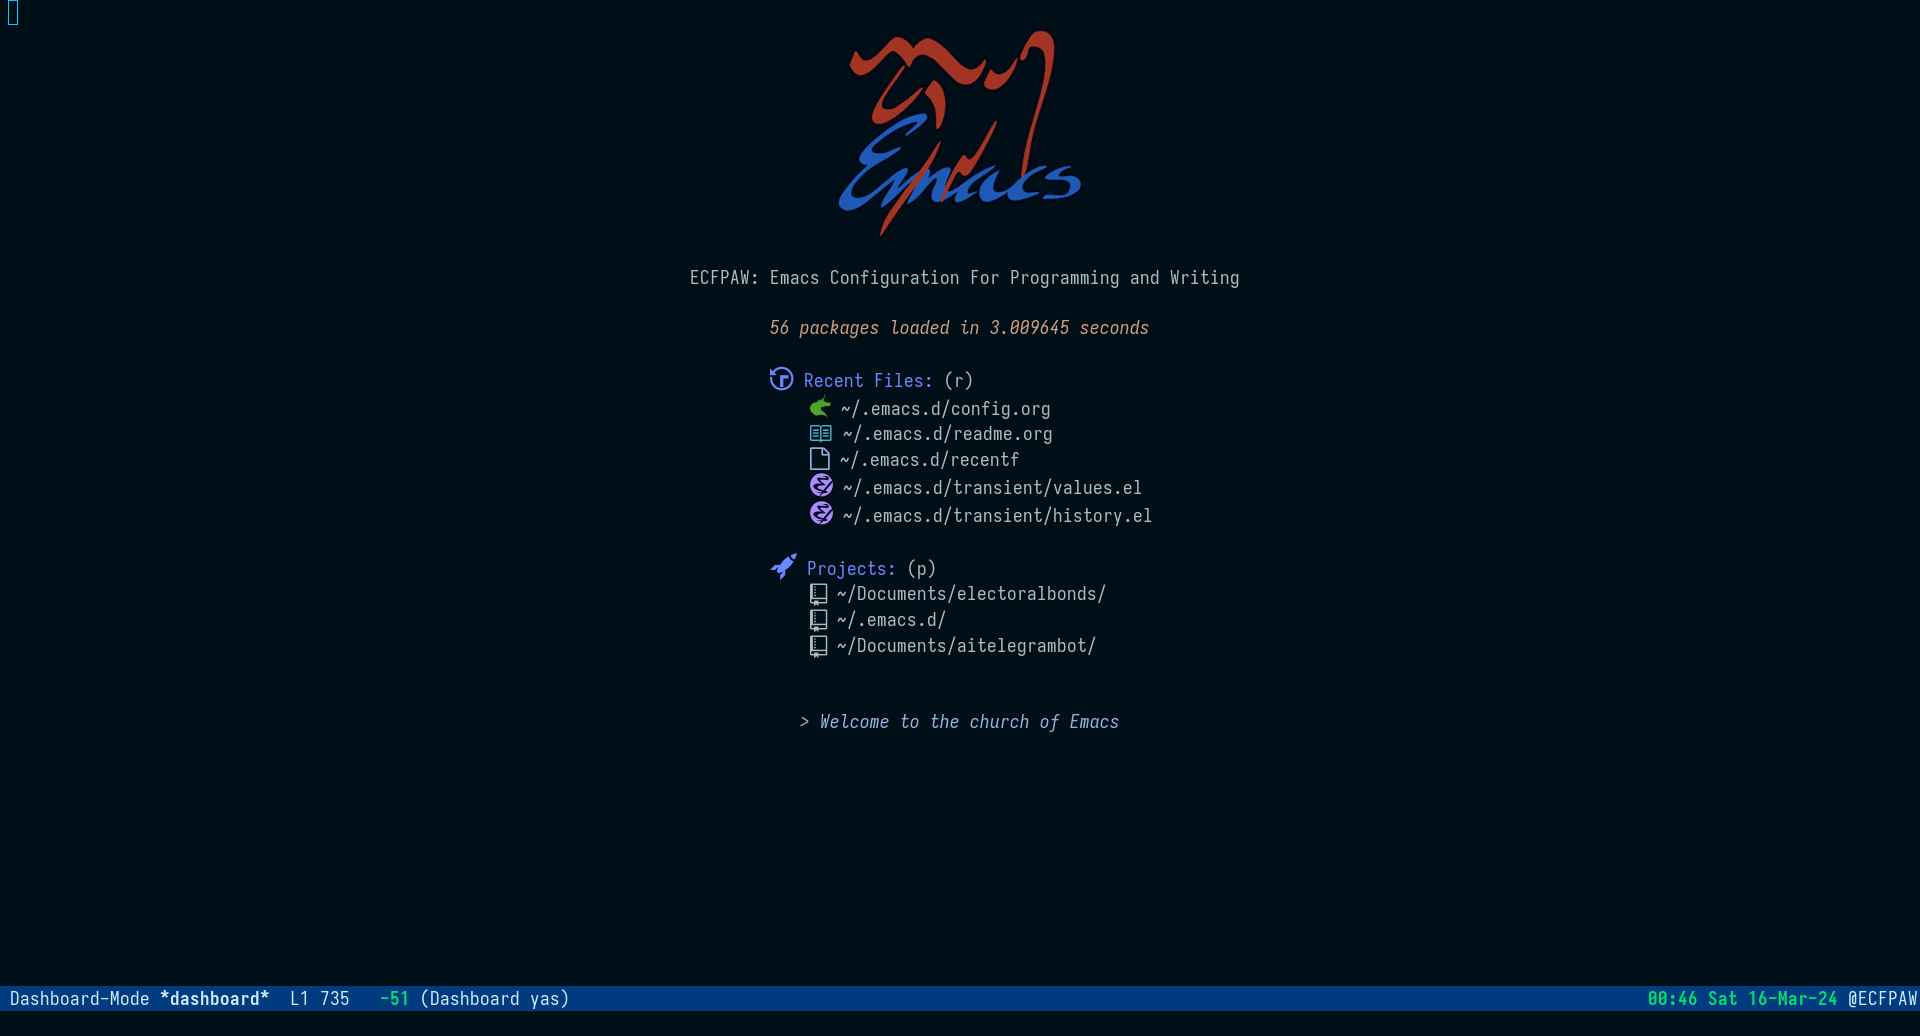 Emacs
ECFPAW: Emacs Configuration For Programming and Writing
56 packages loaded in 3.009645 seconds
Recent Files: (r)
~/.emacs.d/config.org
~/.emacs.d/readme.org
~/.emacs.d/recentf
~/.emacs.d/transient/values.el
~/.emacs.d/transient/history.el
Projects: (p)
~/Documents/electoralbonds/
~/.emacs.d/
~/Documents/aitelegrambot/
> Welcome to the church of Emacs
Dashboard-Mode *dashboard* L1 735 -51 (Dashboard yas) 00:46 Sat 16-Mar-24 @ECFPAW